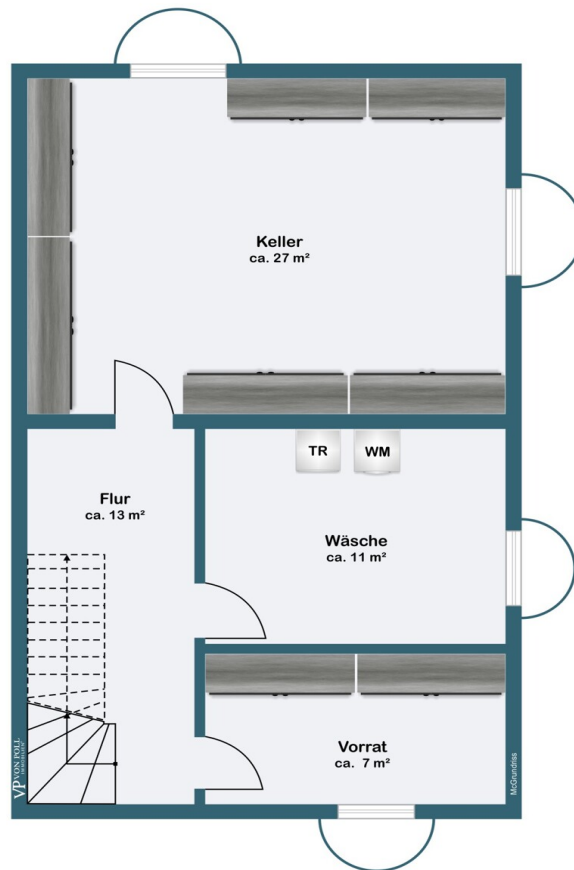 Keller
ca. 27 m²
TR
WM
Flur
ca. 13 m²
Wäsche
ca. 11 m²
Vorrat
ca. 7 m²
VP VON POLL
IMMOBILIEN
McGrundriss